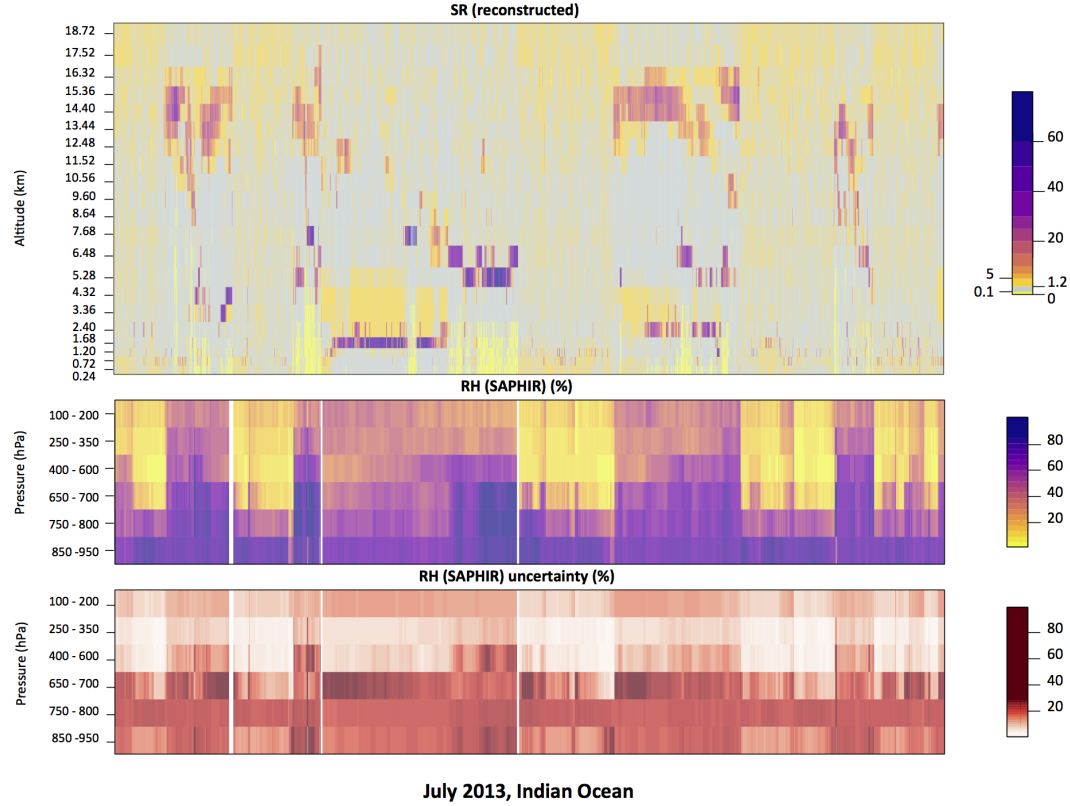 SR (reconstructed)
18.72
17.52
16.32
15.36
14.40
13.44
12.48
11.52
10.56
9.60
8.64
7.68
6.48
5.28
4.32
3.36
2.40
1.68
1.20
0.72
0.24
Altitude (km)
60
40
20
5
1.2
0.1
0
RH (SAPHIR) (%)
100 - 200
250 - 350
400 - 600
650 - 700
750 - 800
850 -950
Pressure (hPa)
80
60
40
20
RH (SAPHIR) uncertainty (%)
100 - 200
250 - 350
400 - 600
650 - 700
750 - 800
850 -950
Pressure (hPa)
80
60
40
20
July 2013, Indian Ocean